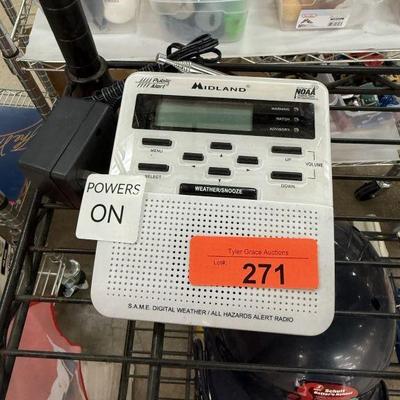 Public Alert
MIDLAND
NOAA
WARNING
WATCH
ADVISORY
MENU
UP
VOLUME
SELECT
DOWN
WEATHER/SNOOZE
POWERS
ON
Tyler Grace Auctions
Lot#:
271
S.A.M.E. DIGITAL WEATHER / ALL HAZARDS ALERT RADIO
Schutt